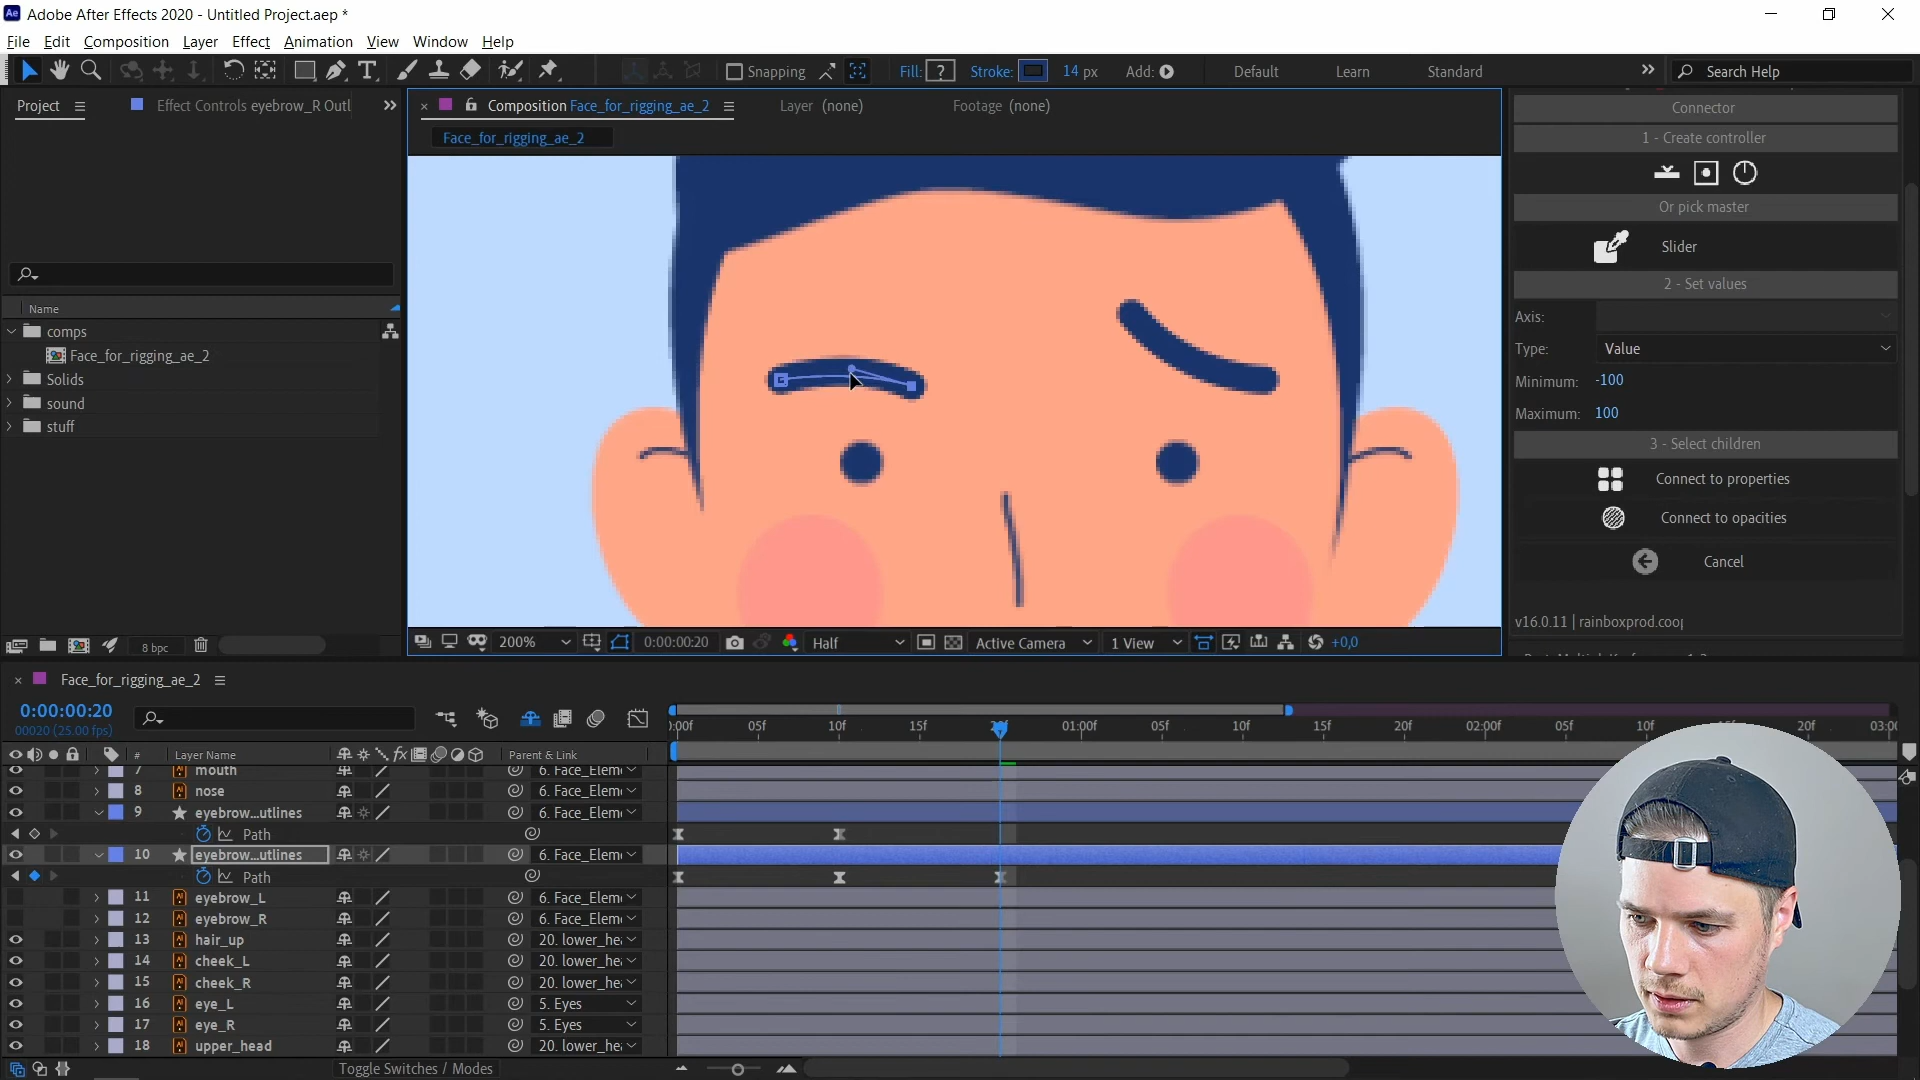 Adobe After Effects 2020 - Untitled Project.aep *
File Edit Composition Layer Effect Animation View Window Help
Snapping Fill: ? Stroke: 14 px Add: Default Learn Standard Search Help
Project Effect Controls eyebrow_R Outl Composition Face_for_rigging_ae_2 Layer (none) Footage (none) Connector
Face_for_rigging_ae_2 1 - Create controller
Or pick master
Slider
2 - Set values
Name
Axis:
comps
Face_for_rigging_ae_2 Type: Value
Solids Minimum: -100
sound Maximum: 100
stuff
3 - Select children
Connect to properties
Connect to opacities
Cancel
v16.0.11 | rainboxprod.coop
8 bpc 200% 0:00:00:20 Half Active Camera 1 View +0,0
Face_for_rigging_ae_2
0:00:00:20
00020 (25.00 fps)
:00f 05f 10f 15f 20f 01:00f 05f 10f 15f 20f 02:00f 05f 10f 20f 03:0
# Layer Name Parent & Link
7 mouth 6. Face_Elem
8 nose 6. Face_Elem
9 eyebrow...utlines 6. Face_Elem
Path
10 eyebrow...utlines 6. Face_Elem
Path
11 eyebrow_L 6. Face_Elem
12 eyebrow_R 6. Face_Elem
13 hair_up 20. lower_he
14 cheek_L 20. lower_he
15 cheek_R 20. lower_he
16 eye_L 5. Eyes
17 eye_R 5. Eyes
18 upper_head 20. lower_he
Toggle Switches / Modes